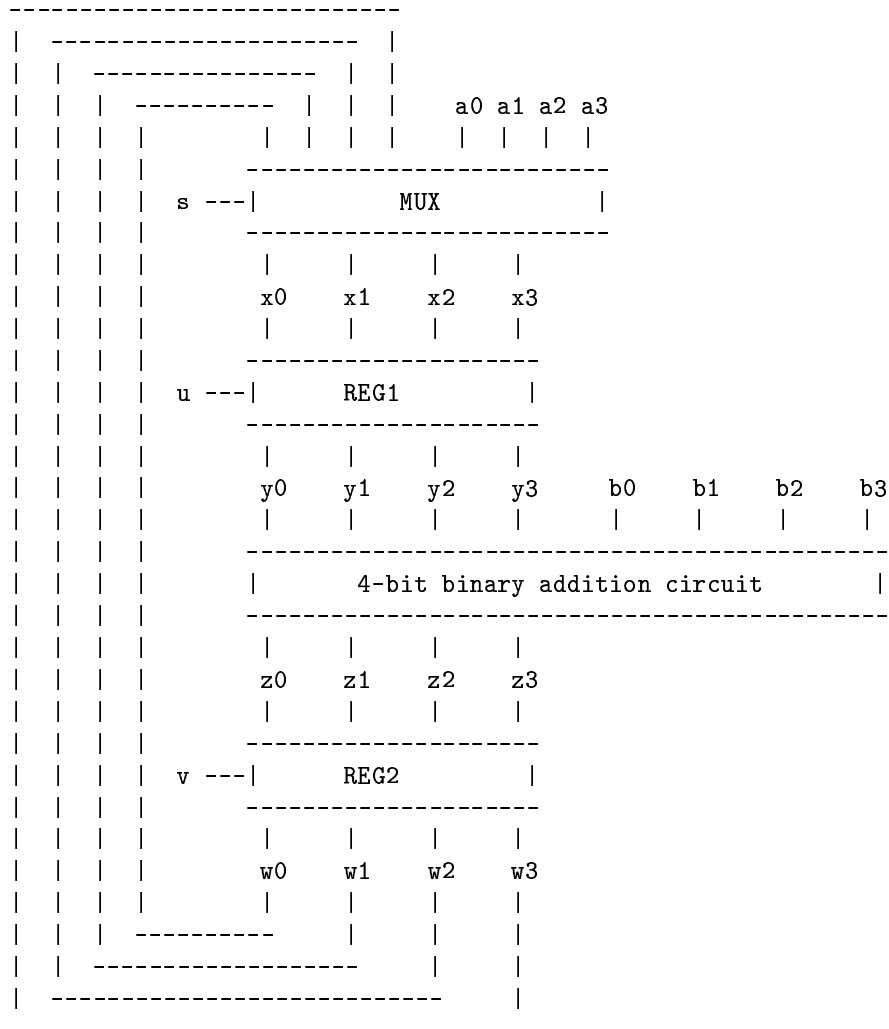 a0 a1 a2 a3
s MUX
x0 x1 x2 x3
u REG1
y0 y1 y2 y3 b0 b1 b2 b3
4-bit binary addition circuit
z0 z1 z2 z3
v REG2
w0 w1 w2 w3